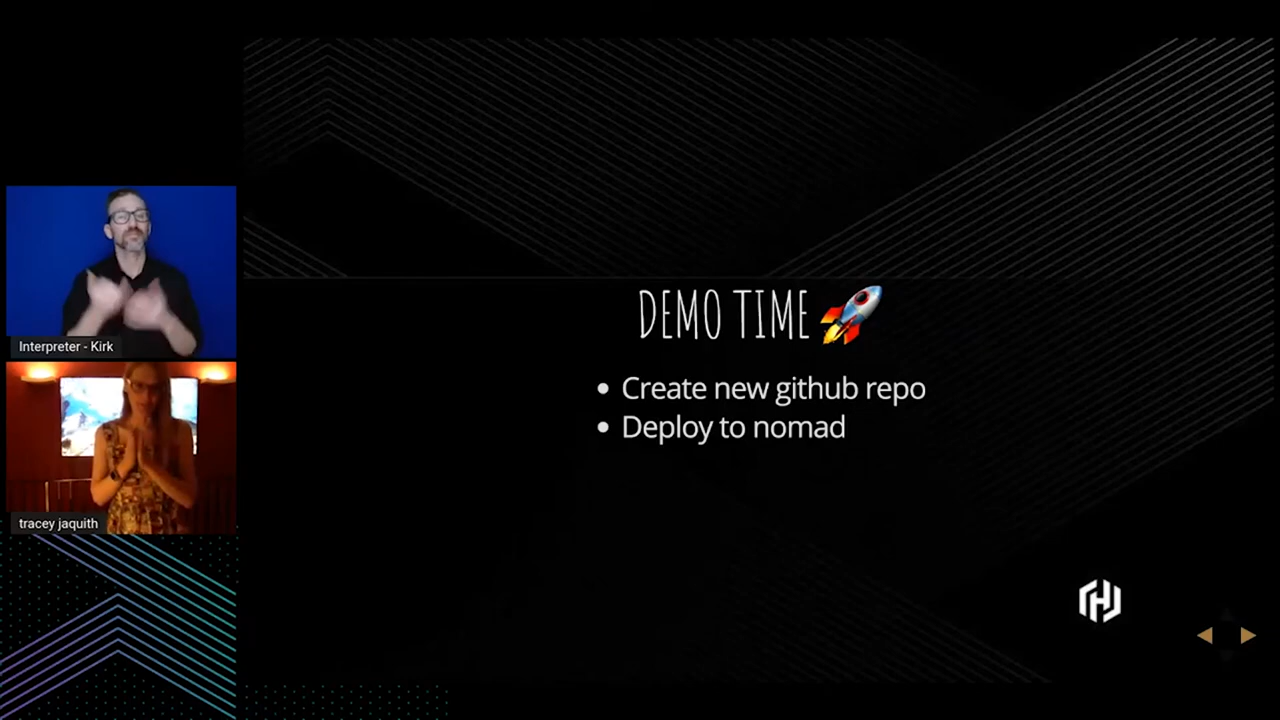 DEMO TIME 🚀
Create new github repo
Deploy to nomad
Interpreter - Kirk
tracey jaquith